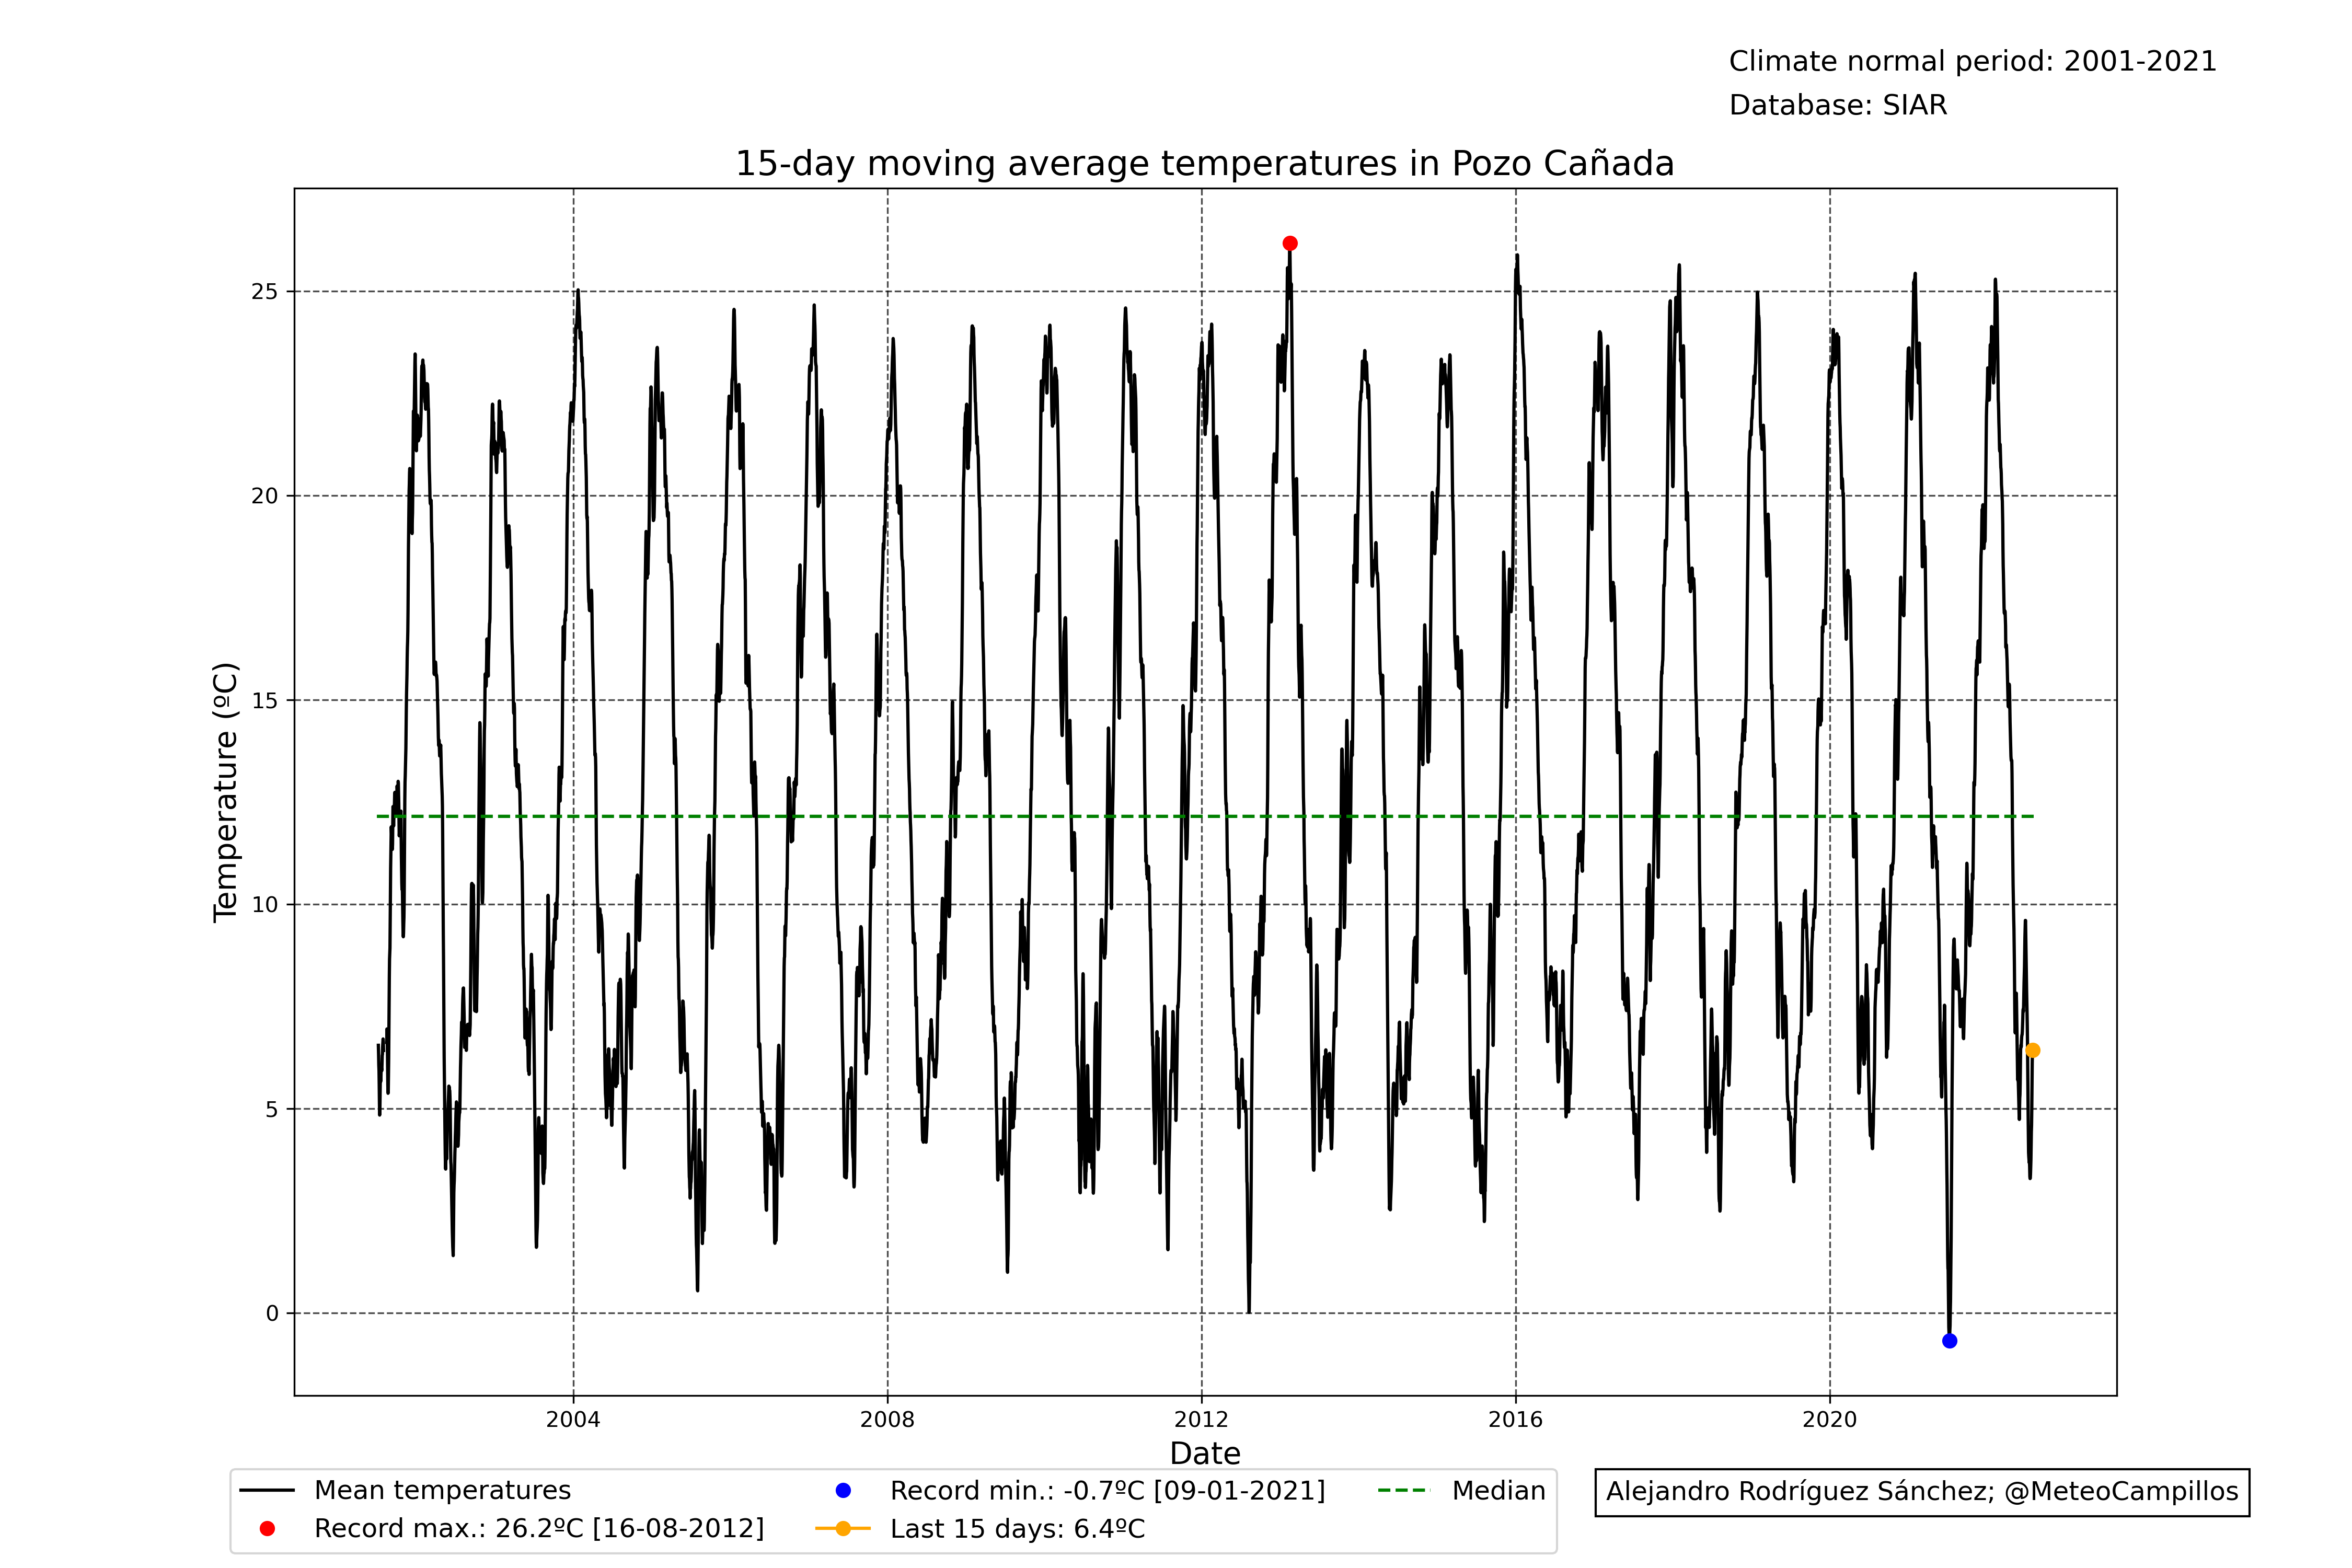 Climate normal period: 2001-2021
Database: SIAR
15-day moving average temperatures in Pozo Cañada
Temperature (ºC)
25
20
15
10
5
0
2004 2008 2012 2016 2020
Date
Mean temperatures
Record max.: 26.2ºC [16-08-2012]
Record min.: -0.7ºC [09-01-2021]
Last 15 days: 6.4ºC
Median
Alejandro Rodríguez Sánchez; @MeteoCampillos